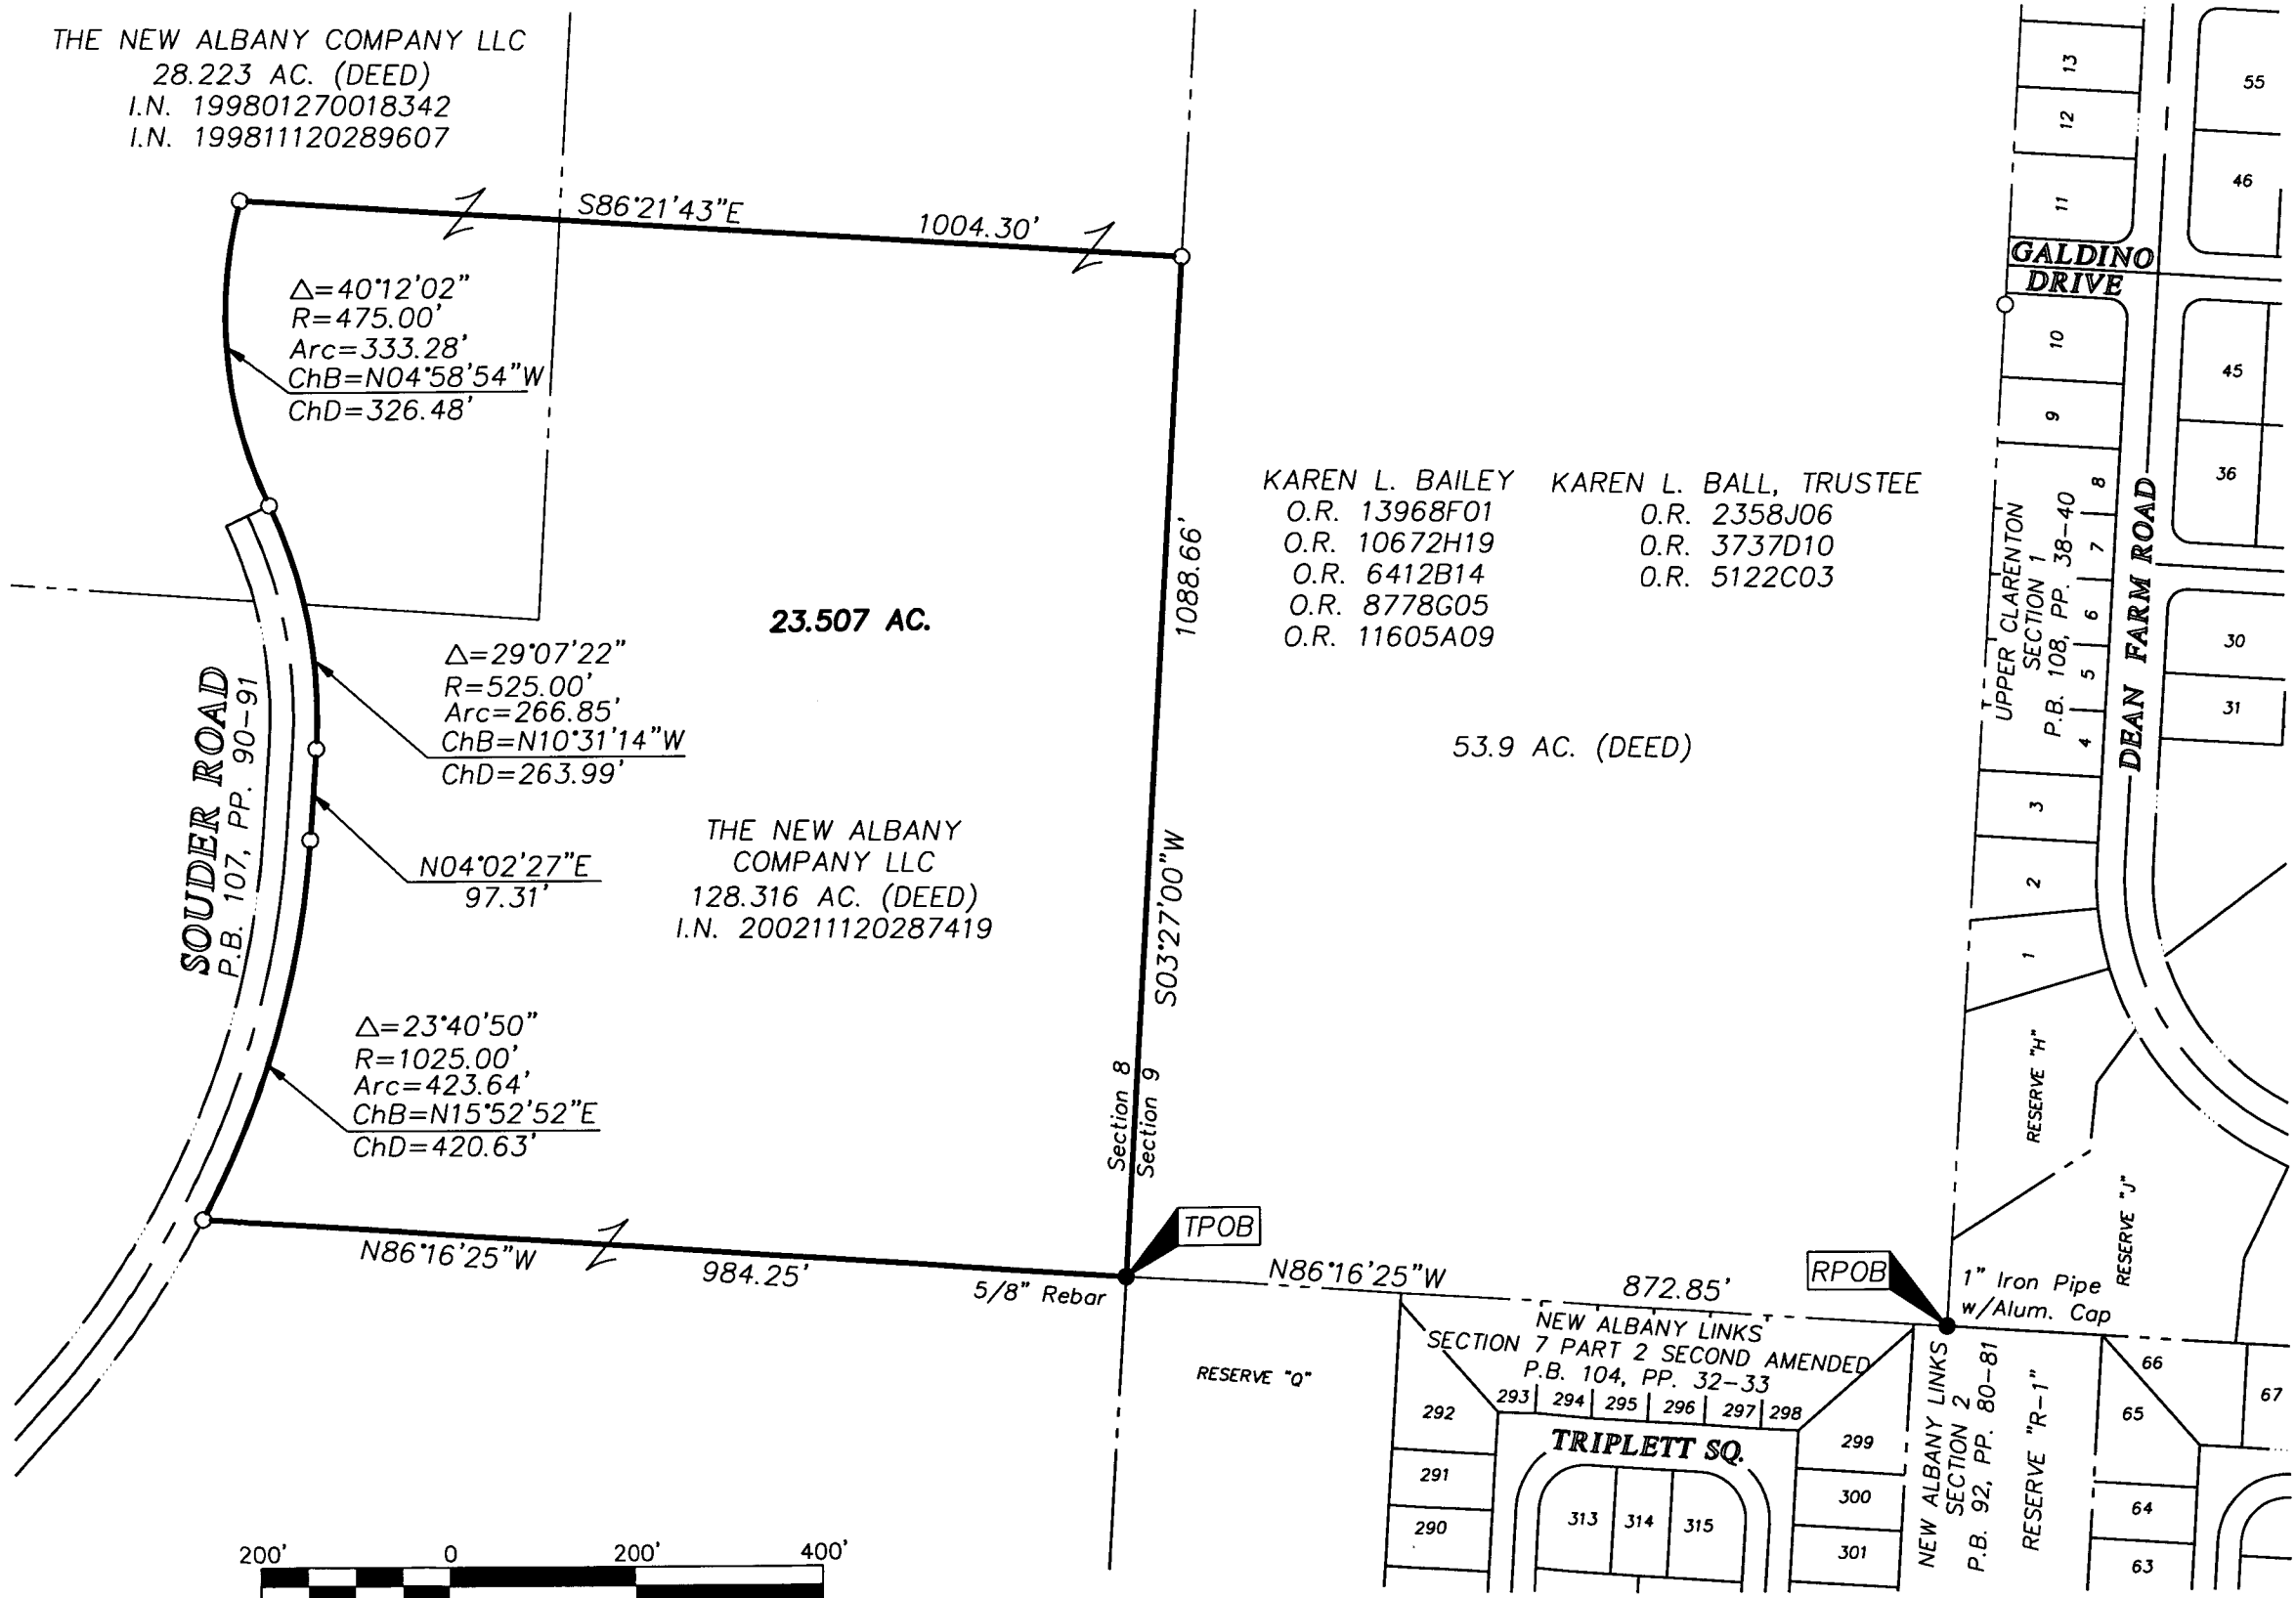 THE NEW ALBANY COMPANY LLC
28.223 AC. (DEED)
I.N. 199801270018342
I.N. 199811120289607
S86°21'43"E
1004.30'
△=40°12'02"
R=475.00'
Arc=333.28'
ChB=N04°58'54"W
ChD=326.48'
1088.66'
S03°27'00"W
Section 8
Section 9
23.507 AC.
△=29°07'22"
R=525.00'
Arc=266.85'
ChB=N10°31'14"W
ChD=263.99'
SOUDER ROAD
P.B. 107, PP. 90-91
N04°02'27"E
97.31'
THE NEW ALBANY
COMPANY LLC
128.316 AC. (DEED)
I.N. 200211120287419
△=23°40'50"
R=1025.00'
Arc=423.64'
ChB=N15°52'52"E
ChD=420.63'
N86°16'25"W
984.25'
5/8" Rebar
TPOB
KAREN L. BAILEY
O.R. 13968F01
O.R. 10672H19
O.R. 6412B14
O.R. 8778G05
O.R. 11605A09
KAREN L. BALL, TRUSTEE
O.R. 2358J06
O.R. 3737D10
O.R. 5122C03
53.9 AC. (DEED)
13
12
11
GALDINO
DRIVE
10
9
8
7
6
5
4
3
2
1
UPPER CLARENTON
SECTION 1
P.B. 108, PP. 38-40
DEAN FARM ROAD
55
46
45
36
30
31
RESERVE "H"
RESERVE "J"
N86°16'25"W
872.85'
RPOB
1" Iron Pipe
w/Alum. Cap
RESERVE "Q"
NEW ALBANY LINKS
SECTION 7 PART 2 SECOND AMENDED
P.B. 104, PP. 32-33
292
293
294
295
296
297
298
299
TRIPLETT SQ.
291
290
313
314
315
300
301
NEW ALBANY LINKS
SECTION 2
P.B. 92, PP. 80-81
RESERVE "R-1"
66
67
65
64
63
200'
0
200'
400'